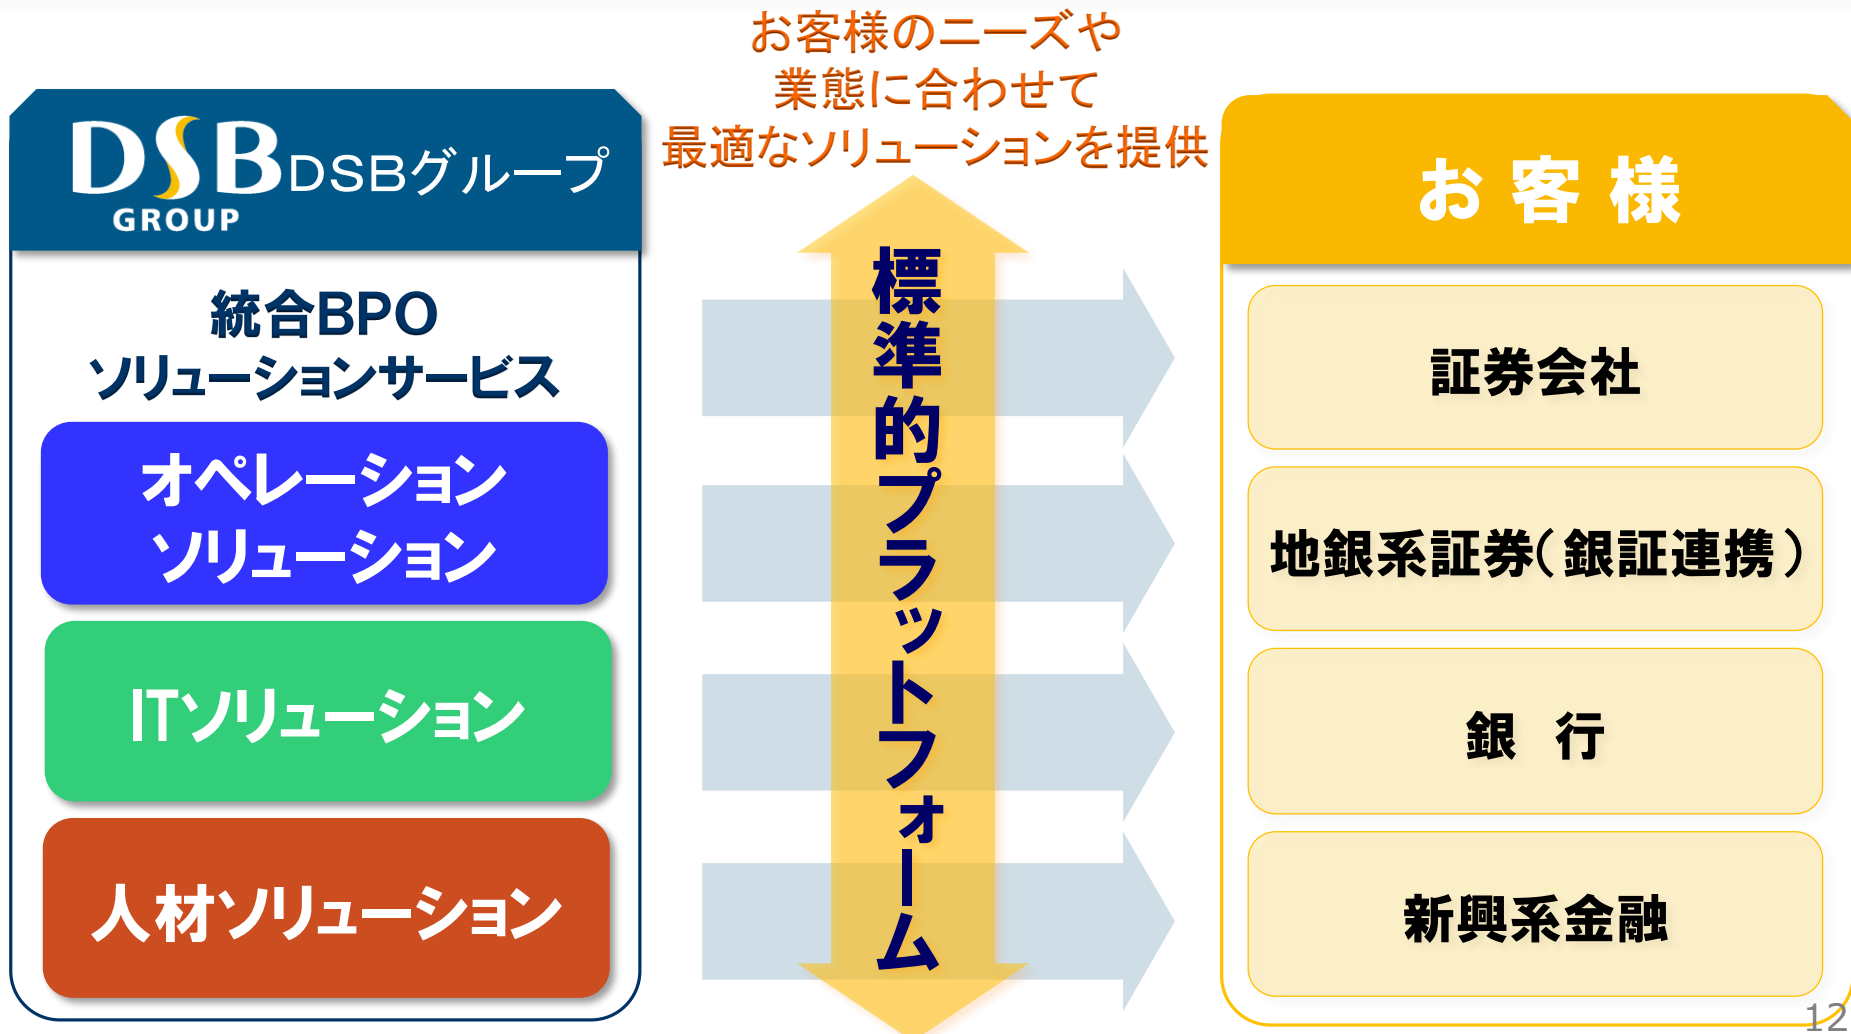 お客様のニーズや
業態に合わせて
最適なソリューションを提供
DSB
GROUP
DSBグループ
統合BPO
ソリューションサービス
オペレーション
ソリューション
ITソリューション
人材ソリューション
標準的プラットフォーム
お客様
証券会社
地銀系証券(銀証連携)
銀 行
新興系金融
12